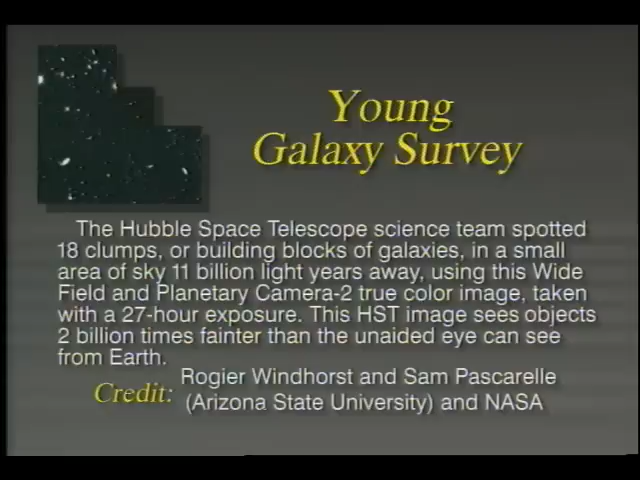 Young
Galaxy Survey
The Hubble Space Telescope science team spotted
18 clumps, or building blocks of galaxies, in a small
area of sky 11 billion light years away, using this Wide
Field and Planetary Camera-2 true color image, taken
with a 27-hour exposure. This HST image sees objects
2 billion times fainter than the unaided eye can see
from Earth.
Credit: Rogier Windhorst and Sam Pascarelle
(Arizona State University) and NASA